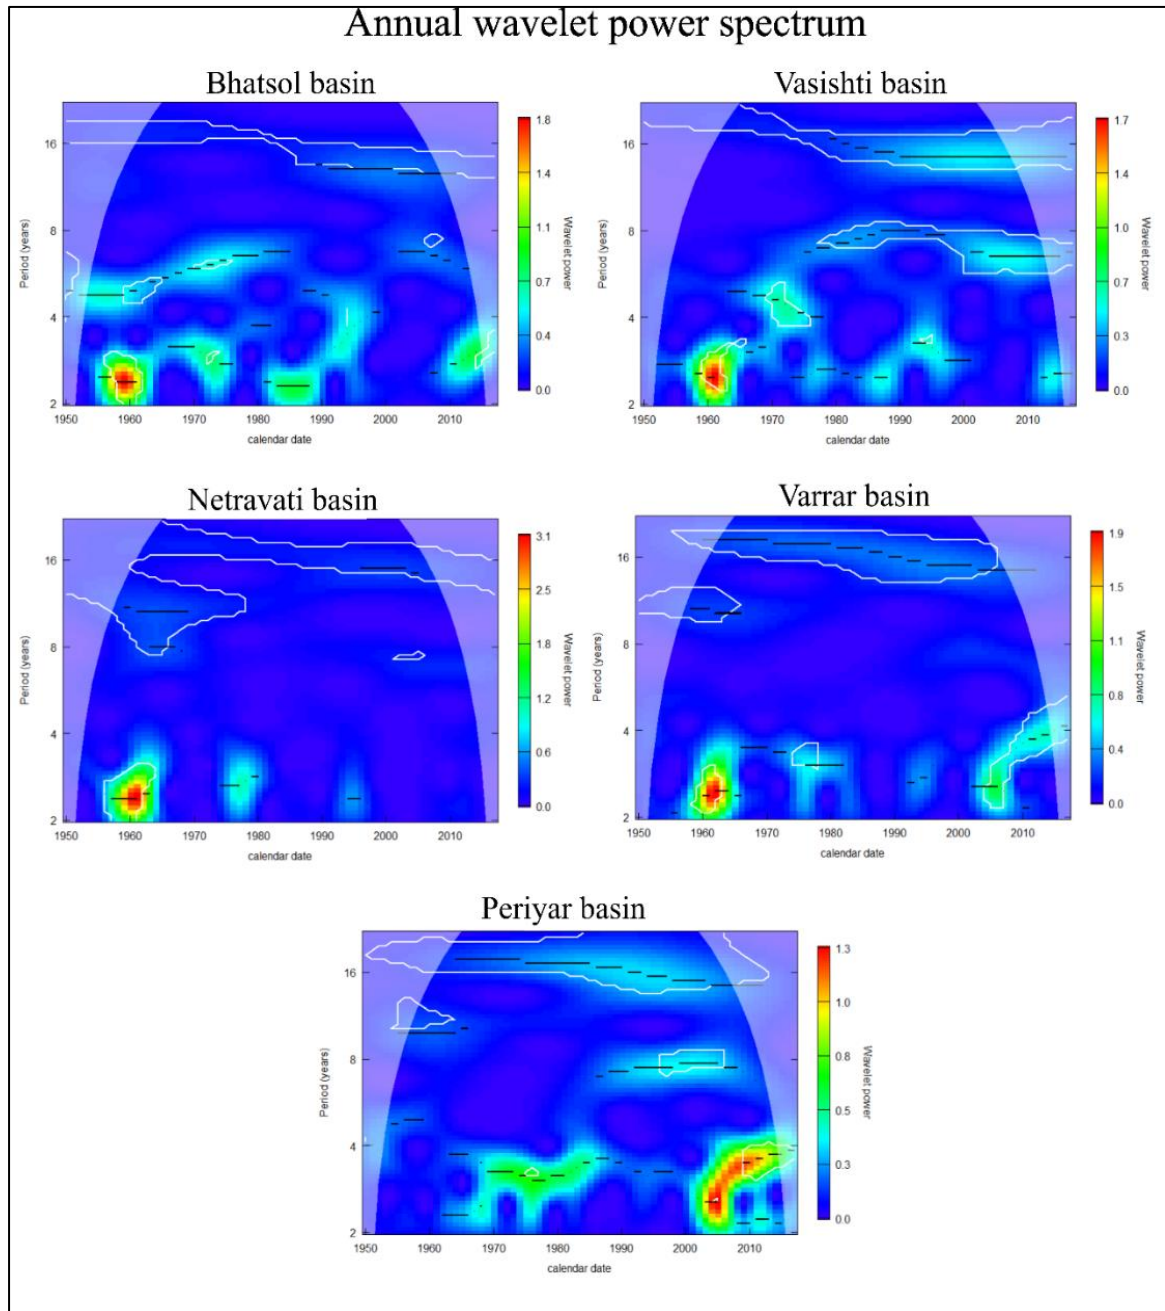 Annual wavelet power spectrum
Bhatsol basin
Period (years)
16
8
4
2
1950 1960 1970 1980 1990 2000 2010
calendar date
1.8
1.4
1.1
0.7
0.4
0.0
Wavelet power
Vasishti basin
Period (years)
16
8
4
2
1950 1960 1970 1980 1990 2000 2010
calendar date
1.7
1.4
1.0
0.7
0.3
0.0
Wavelet power
Netravati basin
Period (years)
16
8
4
2
1950 1960 1970 1980 1990 2000 2010
calendar date
3.1
2.5
1.8
1.2
0.6
0.0
Wavelet power
Varrar basin
Period (years)
16
8
4
2
1950 1960 1970 1980 1990 2000 2010
calendar date
1.9
1.5
1.1
0.8
0.4
0.0
Wavelet power
Periyar basin
Period (years)
16
8
4
2
1950 1960 1970 1980 1990 2000 2010
calendar date
1.3
1.0
0.8
0.5
0.3
0.0
Wavelet power